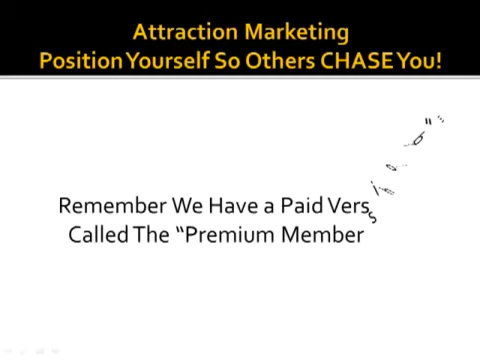 Attraction Marketing
Position Yourself So Others CHASE You!
Remember We Have a Paid Vers
Called The “Premium Member